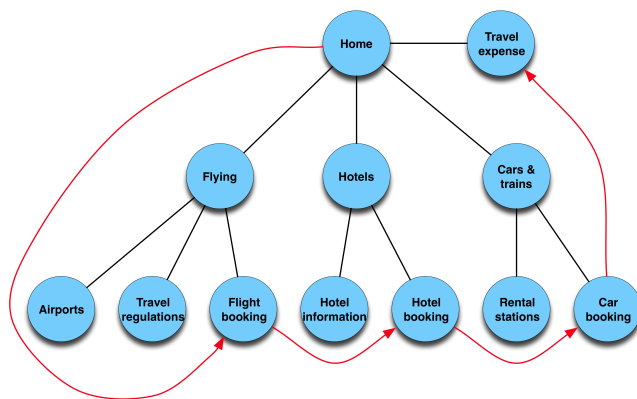 Home
Travel
expense
Flying
Hotels
Cars &
trains
Airports
Travel
regulations
Flight
booking
Hotel
information
Hotel
booking
Rental
stations
Car
booking